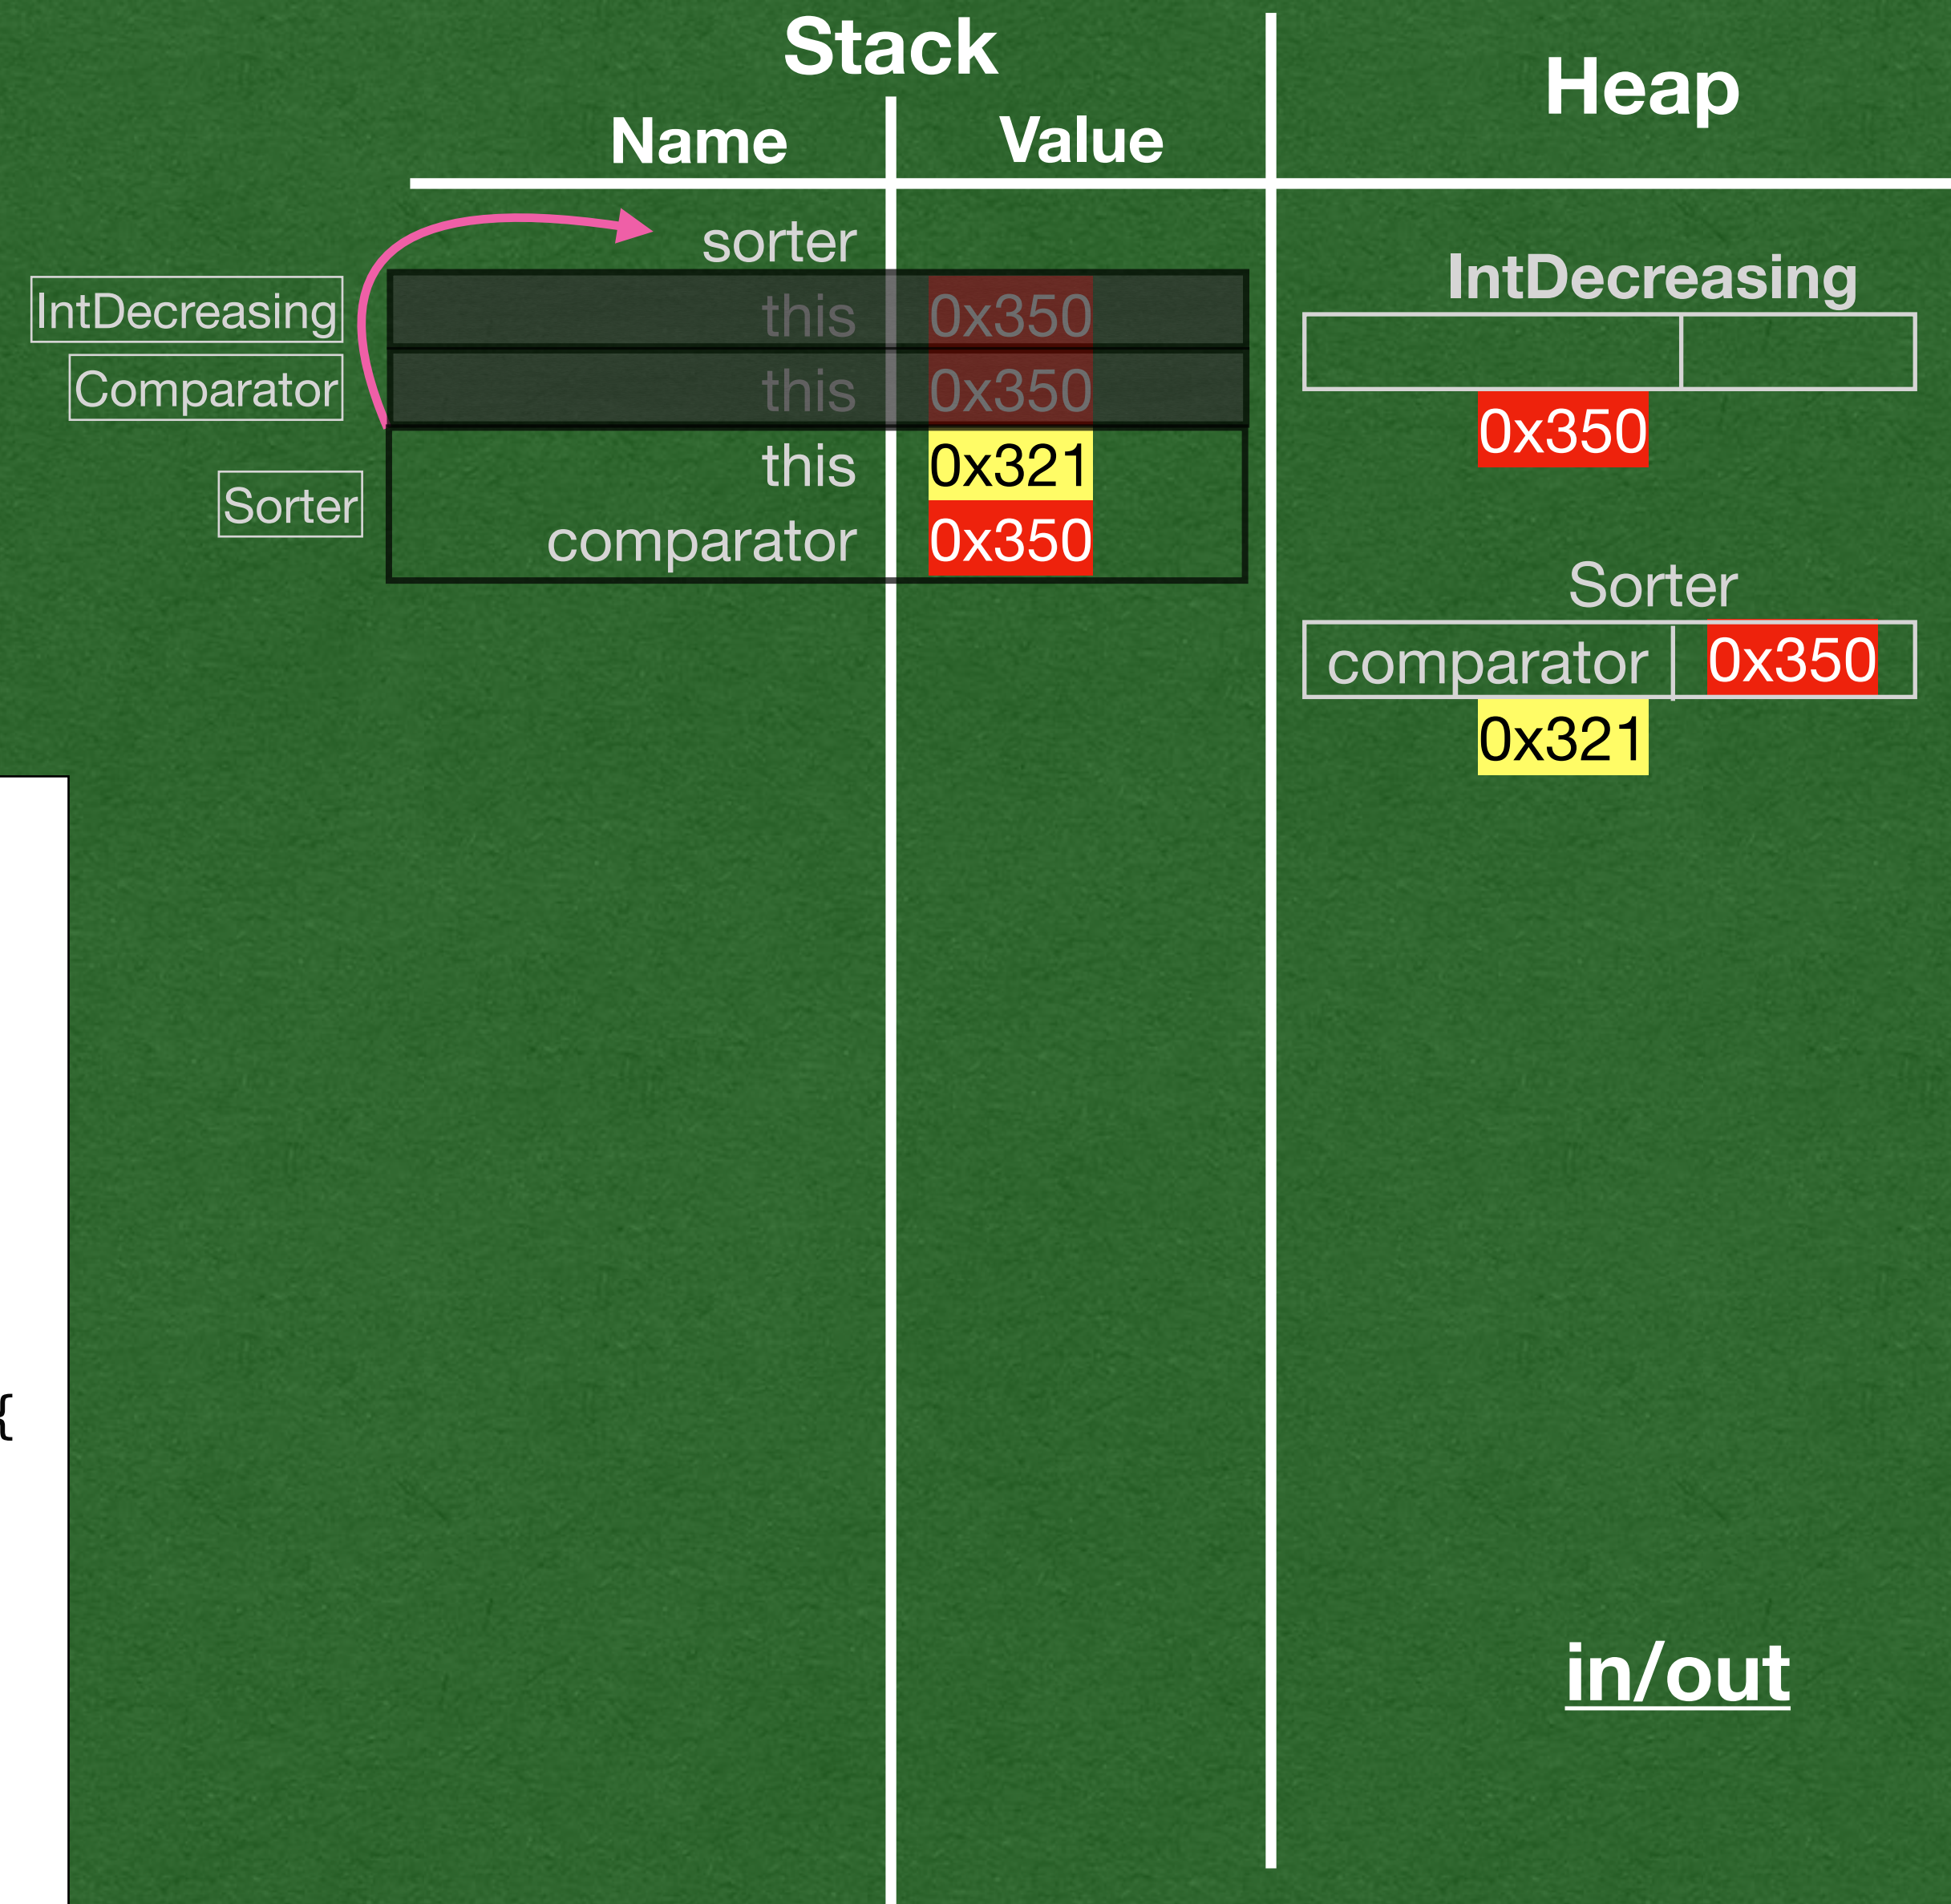 Stack
Heap
Name Value
sorter
IntDecreasing this 0x350
Comparator this 0x350
this 0x321
Sorter
comparator 0x350
IntDecreasing
0x350
Sorter
comparator 0x350
0x321
{
in/out